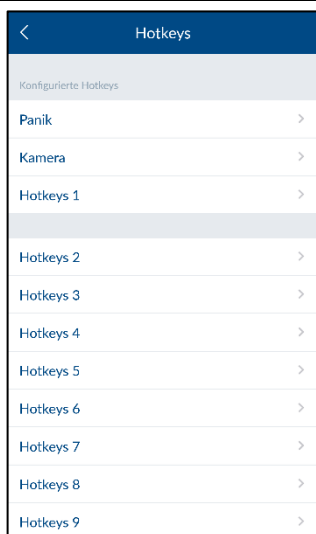 Hotkeys
Konfigurierte Hotkeys
Panik
Kamera
Hotkeys 1
Hotkeys 2
Hotkeys 3
Hotkeys 4
Hotkeys 5
Hotkeys 6
Hotkeys 7
Hotkeys 8
Hotkeys 9